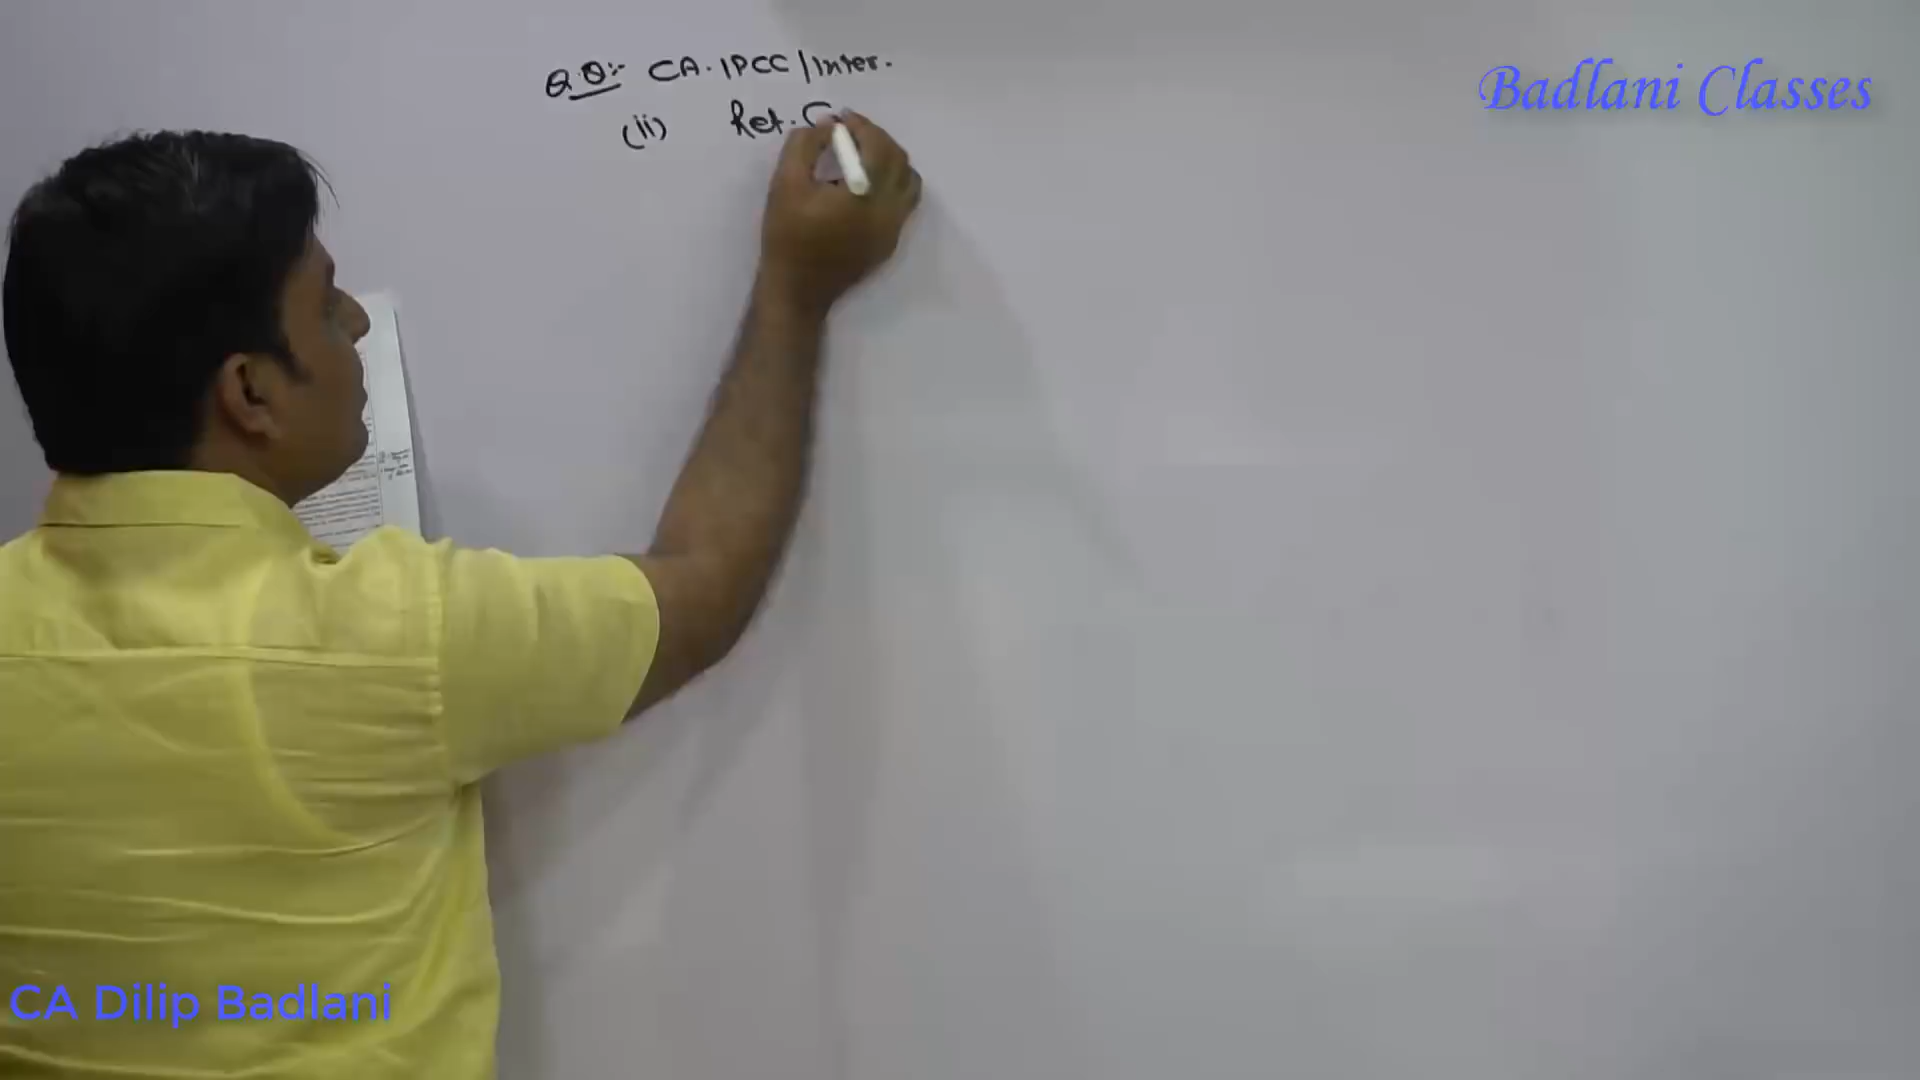 Q.8:- CA.IPCC/Inter.
(ii) Ret. C
Badlani Classes
CA Dilip Badlani